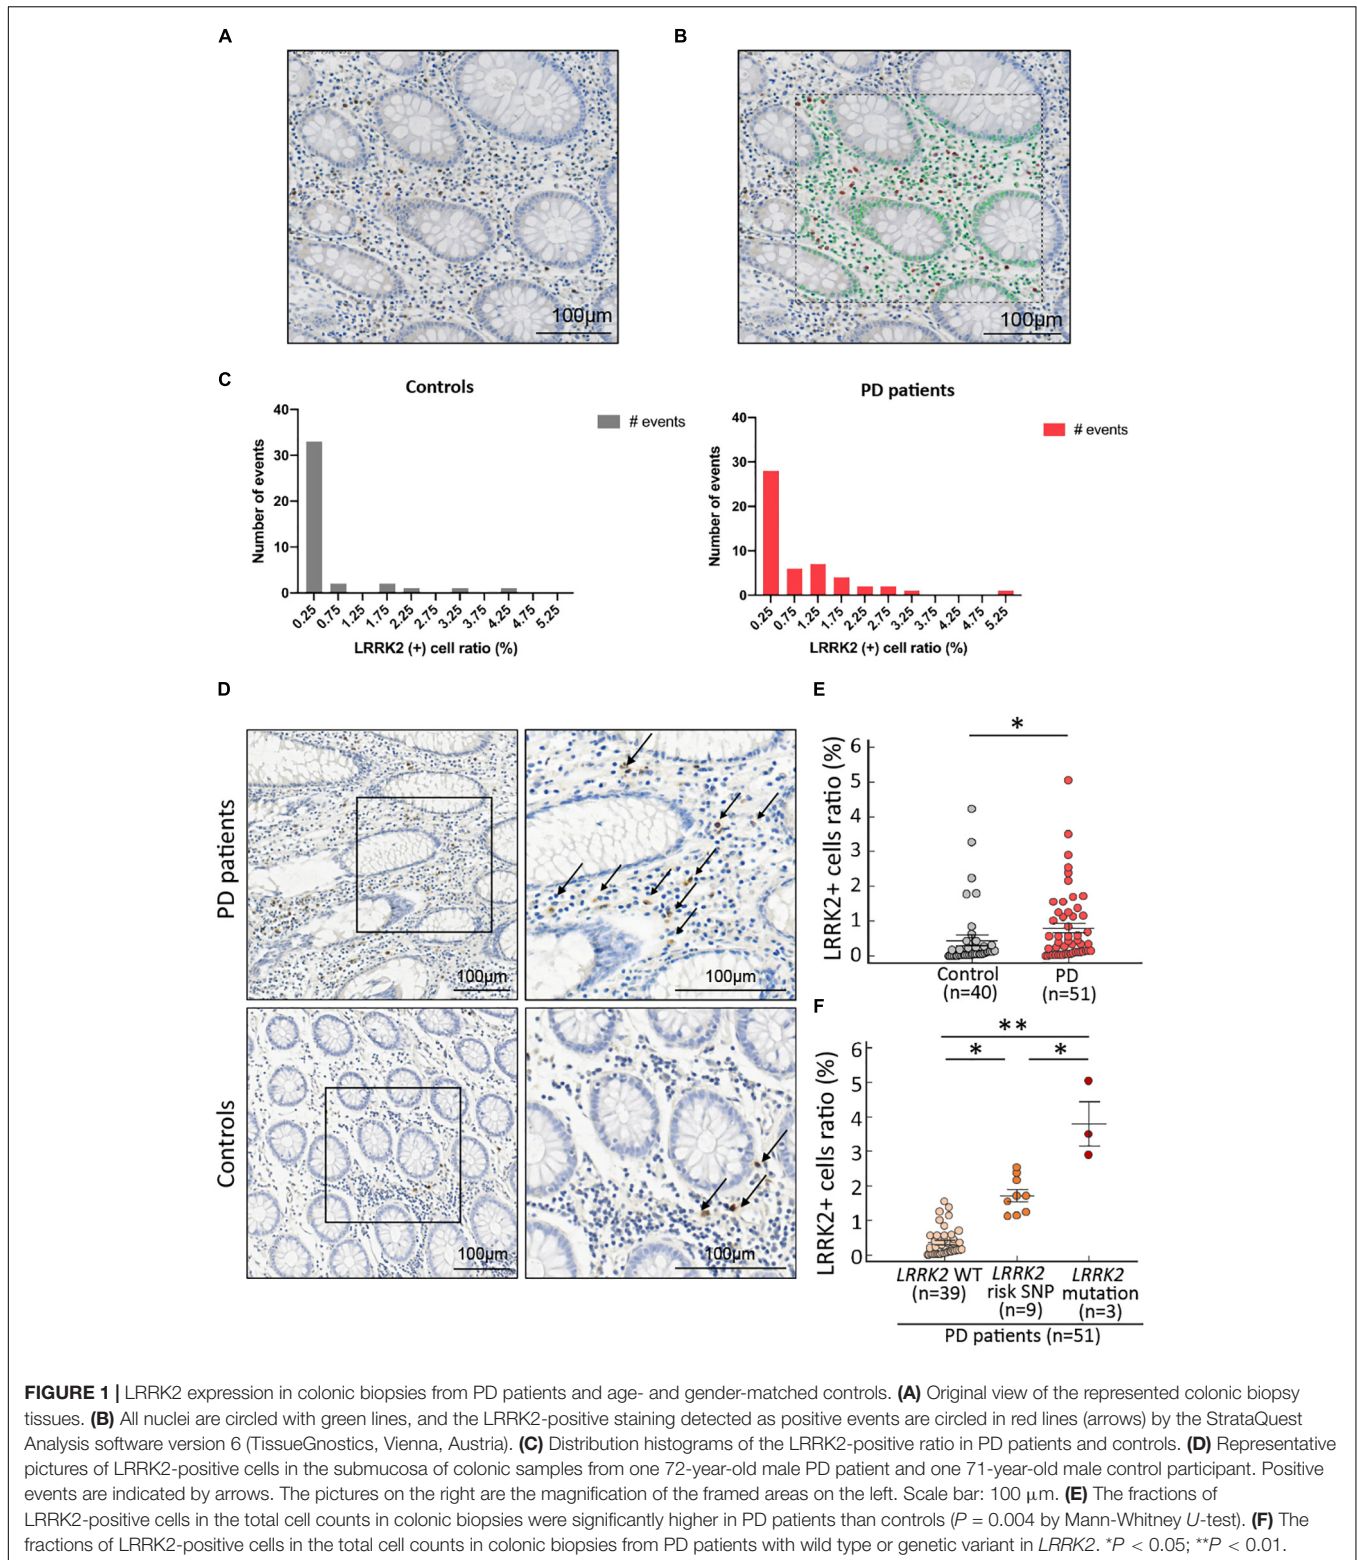 A
B
100µm
100µm
C
Controls
40
30
20
10
0
Number of events
0.25 0.75 1.25 1.75 2.25 2.75 3.25 3.75 4.25 4.75 5.25
LRRK2 (+) cell ratio (%)
# events
PD patients
40
30
20
10
0
Number of events
0.25 0.75 1.25 1.75 2.25 2.75 3.25 3.75 4.25 4.75 5.25
LRRK2 (+) cell ratio (%)
# events
D
PD patients
100µm
100µm
Controls
100µm
100µm
E
*
LRRK2+ cells ratio (%)
6
5
4
3
2
1
0
Control
(n=40)
PD
(n=51)
F
**
* *
LRRK2+ cells ratio (%)
6
5
4
3
2
1
0
LRRK2 WT
(n=39)
LRRK2
risk SNP
(n=9)
LRRK2
mutation
(n=3)
PD patients (n=51)
FIGURE 1 | LRRK2 expression in colonic biopsies from PD patients and age- and gender-matched controls. (A) Original view of the represented colonic biopsy
tissues. (B) All nuclei are circled with green lines, and the LRRK2-positive staining detected as positive events are circled in red lines (arrows) by the StrataQuest
Analysis software version 6 (TissueGnostics, Vienna, Austria). (C) Distribution histograms of the LRRK2-positive ratio in PD patients and controls. (D) Representative
pictures of LRRK2-positive cells in the submucosa of colonic samples from one 72-year-old male PD patient and one 71-year-old male control participant. Positive
events are indicated by arrows. The pictures on the right are the magnification of the framed areas on the left. Scale bar: 100 µm. (E) The fractions of
LRRK2-positive cells in the total cell counts in colonic biopsies were significantly higher in PD patients than controls (P = 0.004 by Mann-Whitney U-test). (F) The
fractions of LRRK2-positive cells in the total cell counts in colonic biopsies from PD patients with wild type or genetic variant in LRRK2. *P < 0.05; **P < 0.01.